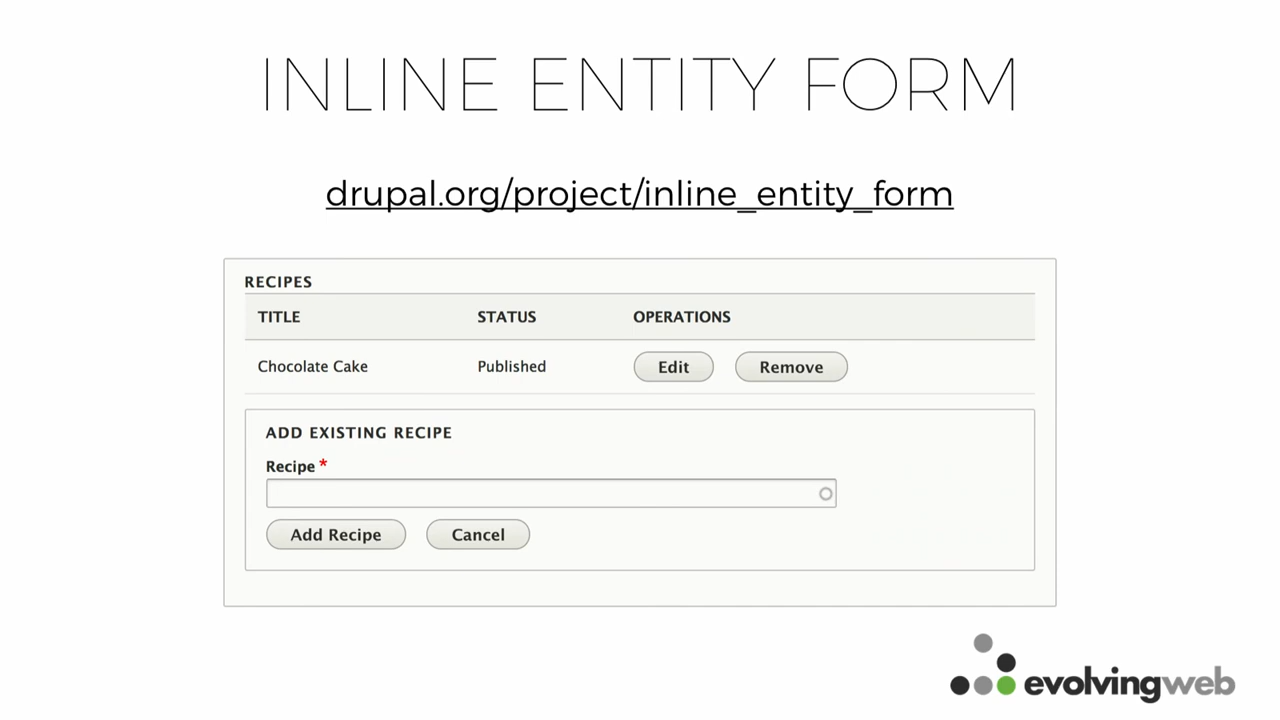 INLINE ENTITY FORM
drupal.org/project/inline_entity_form
RECIPES
TITLE STATUS OPERATIONS
Chocolate Cake Published Edit Remove
ADD EXISTING RECIPE
Recipe *
Add Recipe Cancel
evolvingweb